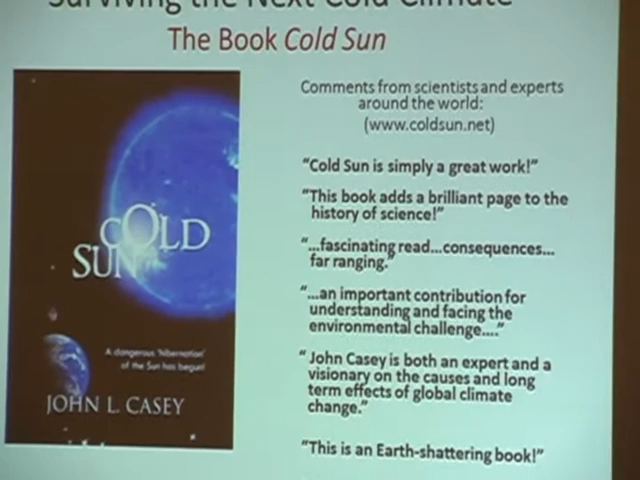 Surviving the Next Cold Climate
The Book Cold Sun
COLD
SUN
A dangerous 'hibernation'
of the Sun has begun!
JOHN L. CASEY
Comments from scientists and experts
around the world:
(www.coldsun.net)
"Cold Sun is simply a great work!"
"This book adds a brilliant page to the
history of science!"
"...fascinating read...consequences...
far ranging."
"...an important contribution for
understanding and facing the
environmental challenge...."
" John Casey is both an expert and a
visionary on the causes and long
term effects of global climate
change."
"This is an Earth-shattering book!"